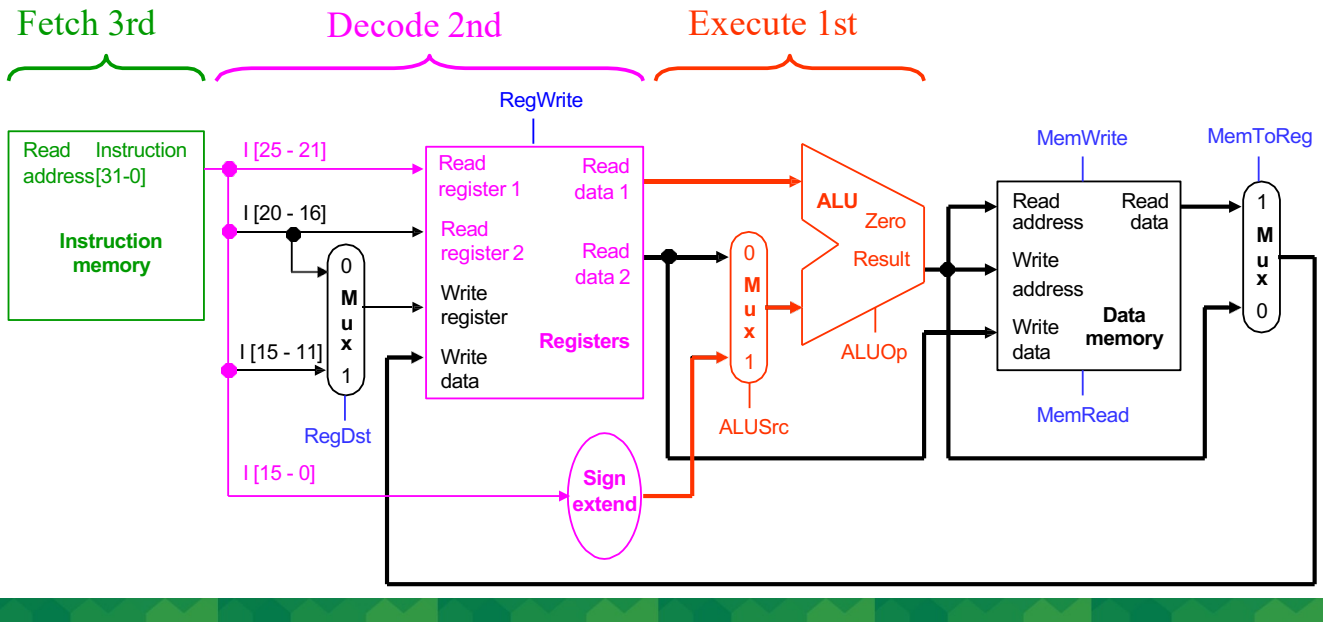 Fetch 3rd
Decode 2nd
Execute 1st
RegWrite
MemWrite
MemToReg
Read Instruction
address[31-0]
Instruction
memory
I [25 - 21]
I [20 - 16]
I [15 - 11]
I [15 - 0]
0
M
u
x
1
RegDst
Read
register 1
Read
data 1
Read
register 2
Read
data 2
Write
register
Write
data
Registers
Sign
extend
0
M
u
x
1
ALUSrc
ALU
Zero
Result
ALUOp
Read
address
Read
data
Write
address
Write
data
Data
memory
MemRead
1
M
u
x
0